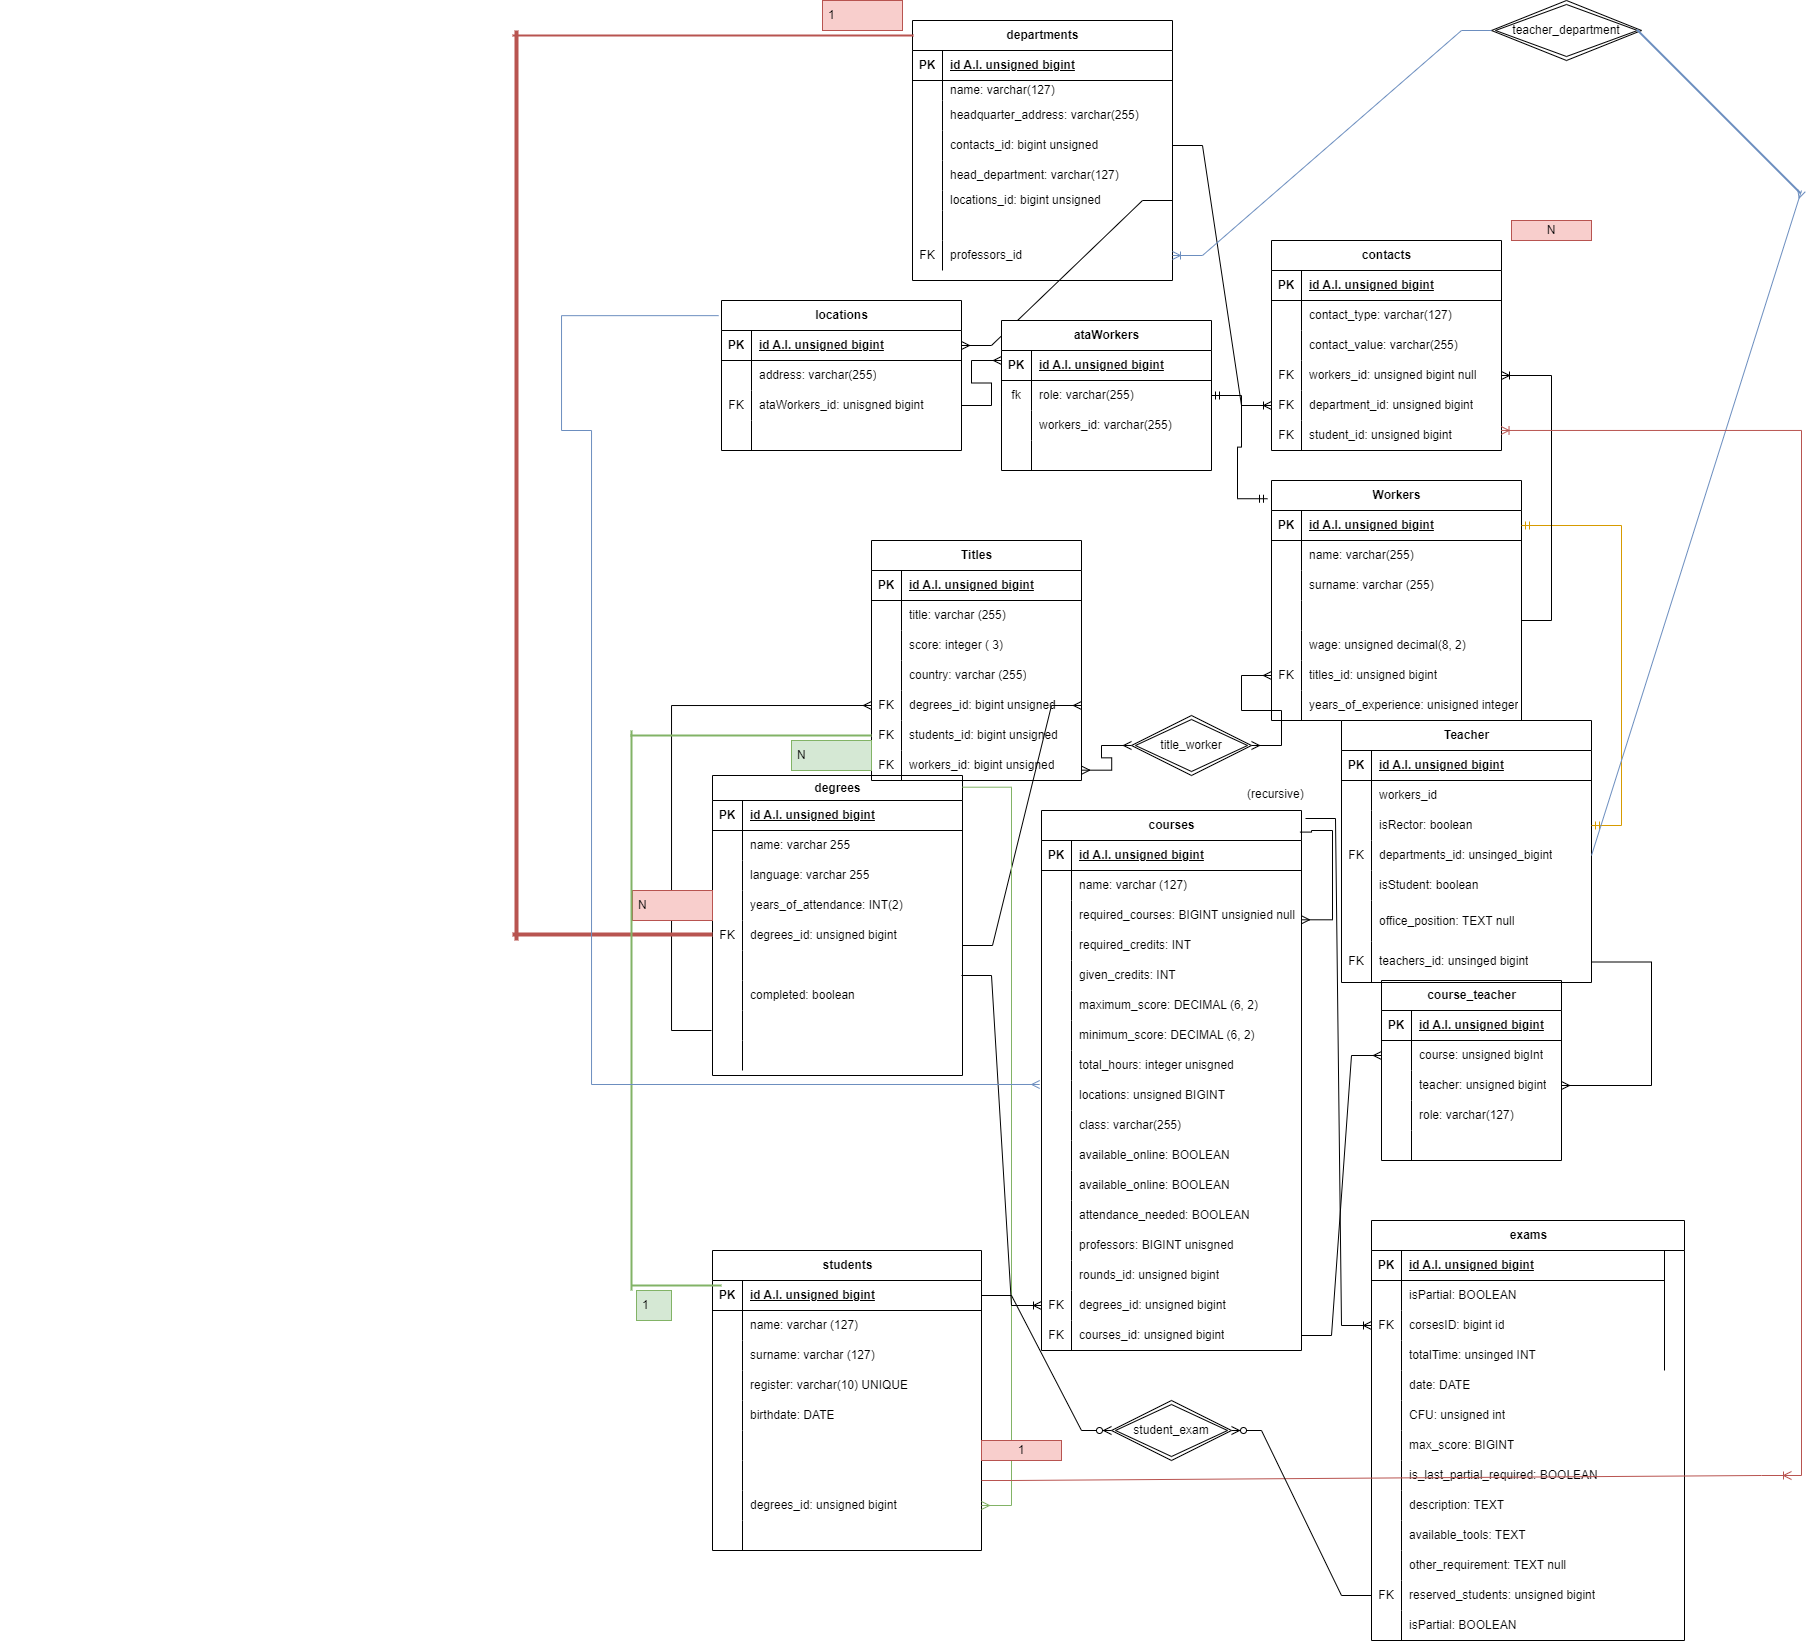 1
departments
PK id A.I. unsigned bigint
name: varchar(127)
headquarter_address: varchar(255)
contacts_id: bigint unsigned
head_department: varchar(127)
locations_id: bigint unsigned
FK professors_id
teacher_department
N
contacts
PK id A.I. unsigned bigint
contact_type: varchar(127)
contact_value: varchar(255)
FK workers_id: unsigned bigint null
FK department_id: unsigned bigint
FK student_id: unsigned bigint
locations
PK id A.I. unsigned bigint
address: varchar(255)
FK ataWorkers_id: unisgned bigint
ataWorkers
PK id A.I. unsigned bigint
fk role: varchar(255)
workers_id: varchar(255)
Workers
PK id A.I. unsigned bigint
name: varchar(255)
surname: varchar (255)
wage: unsigned decimal(8, 2)
FK titles_id: unsigned bigint
years_of_experience: unisigned integer
Titles
PK id A.I. unsigned bigint
title: varchar (255)
score: integer ( 3)
country: varchar (255)
FK degrees_id: bigint unsigned
FK students_id: bigint unsigned
FK workers_id: bigint unsigned
N
title_worker
Teacher
PK id A.I. unsigned bigint
workers_id
isRector: boolean
FK departments_id: unsinged_bigint
isStudent: boolean
office_position: TEXT null
FK teachers_id: unsinged bigint
degrees
PK id A.I. unsigned bigint
name: varchar 255
language: varchar 255
years_of_attendance: INT(2)
FK degrees_id: unsigned bigint
completed: boolean
N
(recursive)
courses
PK id A.I. unsigned bigint
name: varchar (127)
required_courses: BIGINT unsignied null
required_credits: INT
given_credits: INT
maximum_score: DECIMAL (6, 2)
minimum_score: DECIMAL (6, 2)
total_hours: integer unisgned
locations: unsigned BIGINT
class: varchar(255)
available_online: BOOLEAN
available_online: BOOLEAN
attendance_needed: BOOLEAN
professors: BIGINT unisgned
rounds_id: unsigned bigint
FK degrees_id: unsigned bigint
FK courses_id: unsigned bigint
course_teacher
PK id A.I. unsigned bigint
course: unsigned bigInt
teacher: unsigned bigint
role: varchar(127)
students
PK id A.I. unsigned bigint
name: varchar (127)
surname: varchar (127)
register: varchar(10) UNIQUE
birthdate: DATE
degrees_id: unsigned bigint
1
1
student_exam
exams
PK id A.I. unsigned bigint
isPartial: BOOLEAN
FK corsesID: bigint id
totalTime: unsinged INT
date: DATE
CFU: unsigned int
max_score: BIGINT
is_last_partial_required: BOOLEAN
description: TEXT
available_tools: TEXT
other_requirement: TEXT null
FK reserved_students: unsigned bigint
isPartial: BOOLEAN